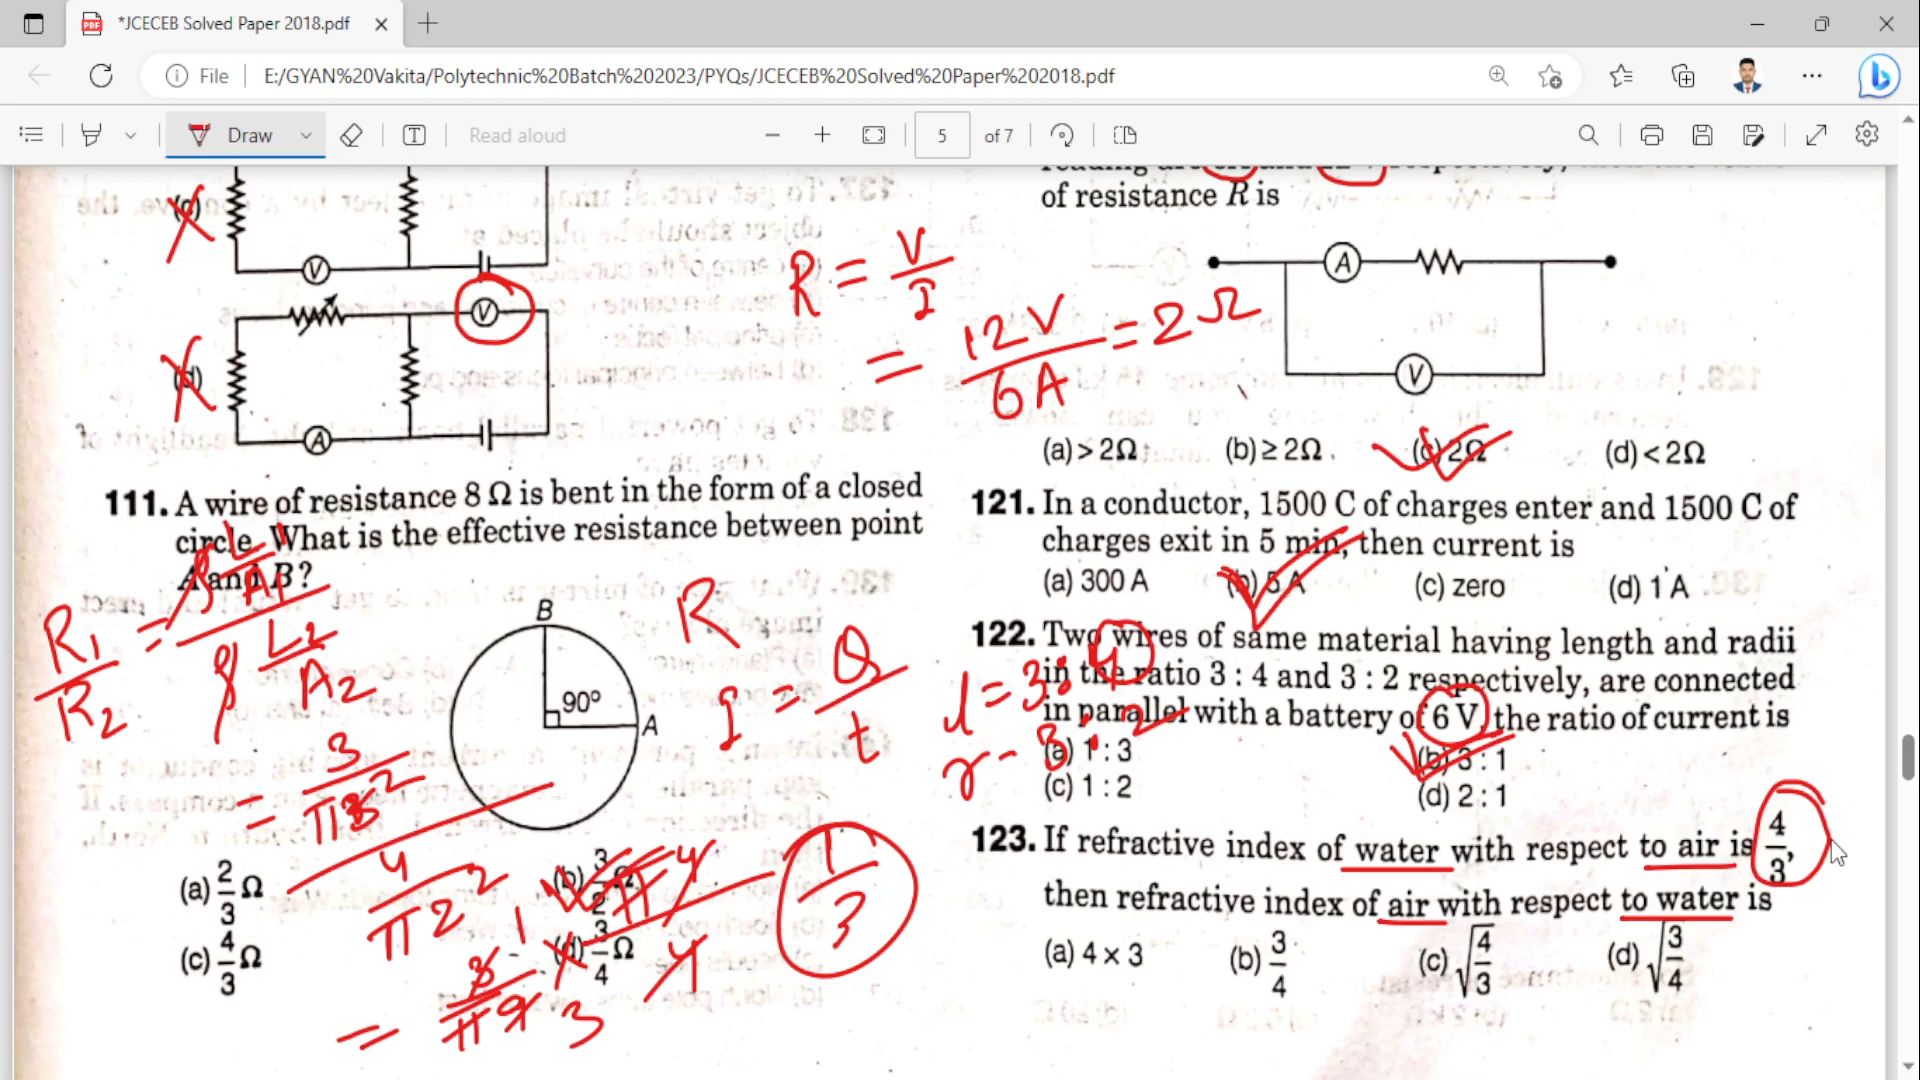 *JCECEB Solved Paper 2018.pdf
File
E:/GYAN%20Vakita/Polytechnic%20Batch%202023/PYQs/JCECEB%20Solved%20Paper%202018.pdf
Draw
Read aloud
5 of 7
V
V
A
R = V/I
= 12V/6A = 2Ω
111. A wire of resistance 8 Ω is bent in the form of a closed
circle. What is the effective resistance between point
A and B?
B
90°
A
(a) 2/3 Ω
(b) 3/2 Ω
(c) 4/3 Ω
(d) 3/4 Ω
R
I = Q/t
1/3
of resistance R is
A
V
(a) > 2Ω (b) ≥ 2Ω (c) 2Ω (d) < 2Ω
121. In a conductor, 1500 C of charges enter and 1500 C of
charges exit in 5 min, then current is
(a) 300 A (b) 5 A (c) zero (d) 1 A
122. Two wires of same material having length and radii
in the ratio 3 : 4 and 3 : 2 respectively, are connected
in parallel with a battery of 6 V, the ratio of current is
(a) 1 : 3 (b) 3 : 1
(c) 1 : 2 (d) 2 : 1
l = 3:4
r = 3:2
123. If refractive index of water with respect to air is 4/3,
then refractive index of air with respect to water is
(a) 4 × 3 (b) 3/4 (c) √4/3 (d) √3/4